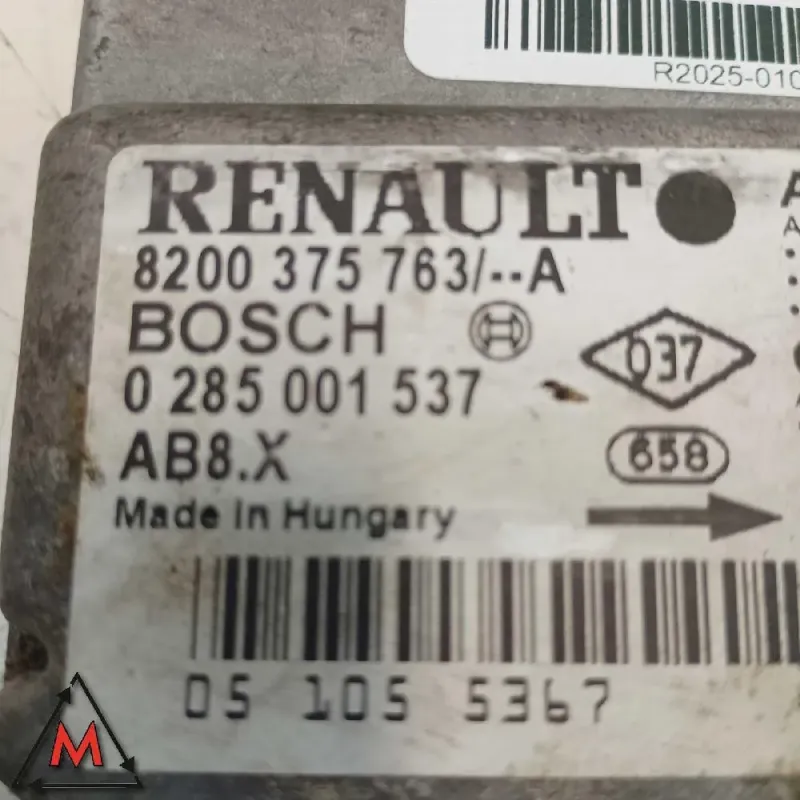 R2025-010
RENAULT
8200 375 763/--A
BOSCH
037
0 285 001 537
AB8.X
658
Made In Hungary
05 105 5367
M